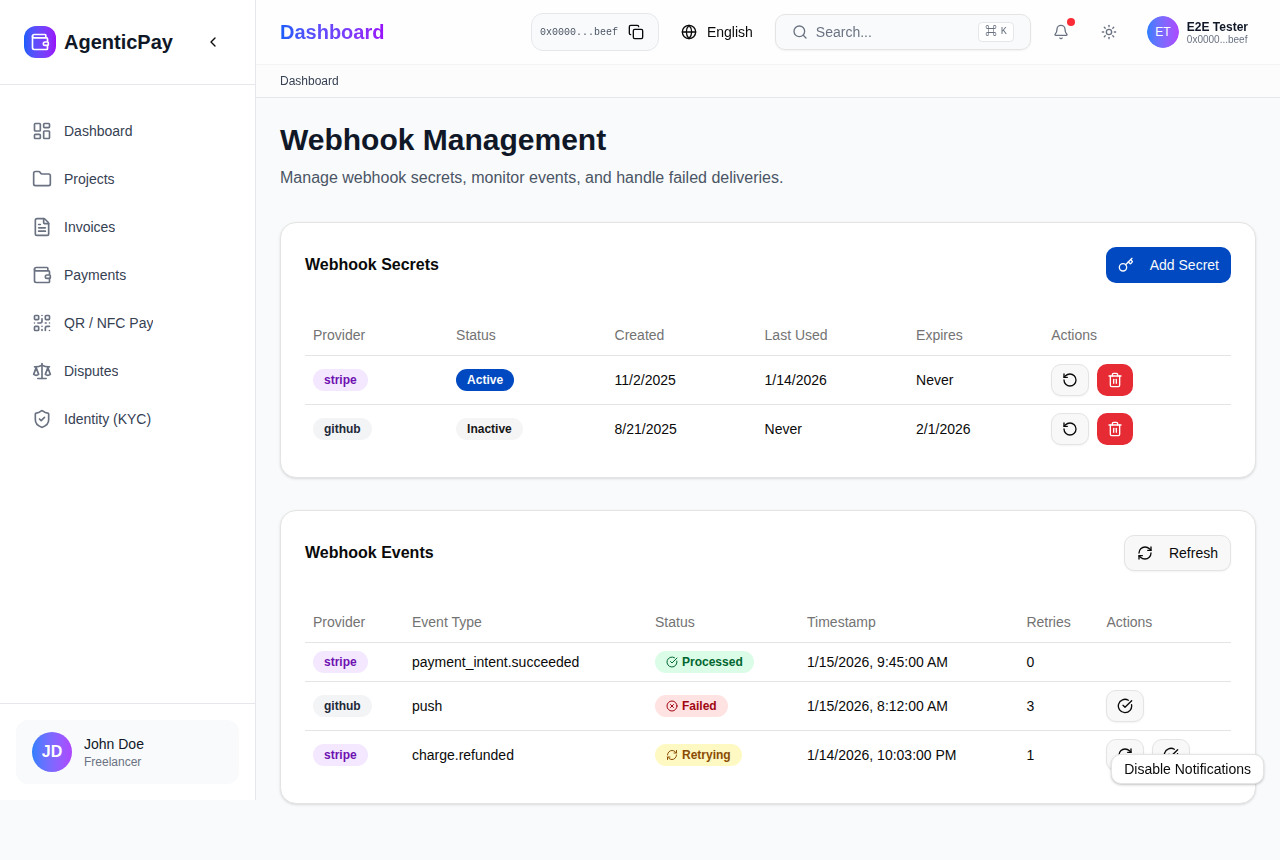 AgenticPay
Dashboard
Projects
Invoices
Payments
QR / NFC Pay
Disputes
Identity (KYC)
JD
John Doe
Freelancer
Dashboard
0x0000...beef
English
Search...
⌘ K
ET
E2E Tester
0x0000...beef
Dashboard
Webhook Management
Manage webhook secrets, monitor events, and handle failed deliveries.
Webhook Secrets
Add Secret
Provider Status Created Last Used Expires Actions
stripe Active 11/2/2025 1/14/2026 Never
github Inactive 8/21/2025 Never 2/1/2026
Webhook Events
Refresh
Provider Event Type Status Timestamp Retries Actions
stripe payment_intent.succeeded Processed 1/15/2026, 9:45:00 AM 0
github push Failed 1/15/2026, 8:12:00 AM 3
stripe charge.refunded Retrying 1/14/2026, 10:03:00 PM 1
Disable Notifications